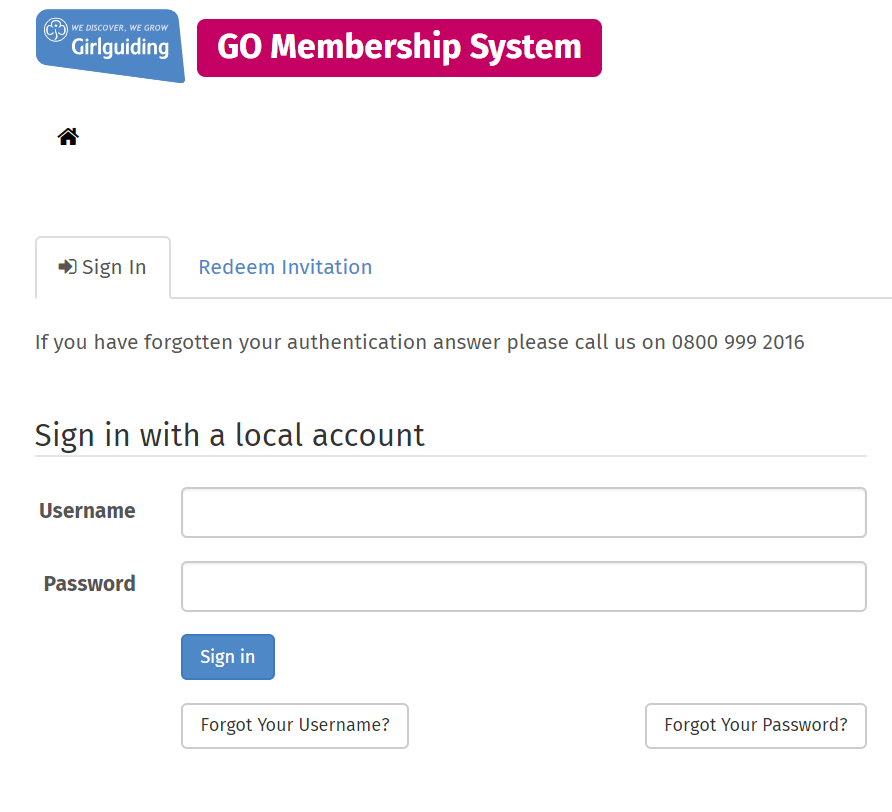 WE DISCOVER, WE GROW
Girlguiding
GO Membership System
Sign In
Redeem Invitation
If you have forgotten your authentication answer please call us on 0800 999 2016
Sign in with a local account
Username
Password
Sign in
Forgot Your Username?
Forgot Your Password?